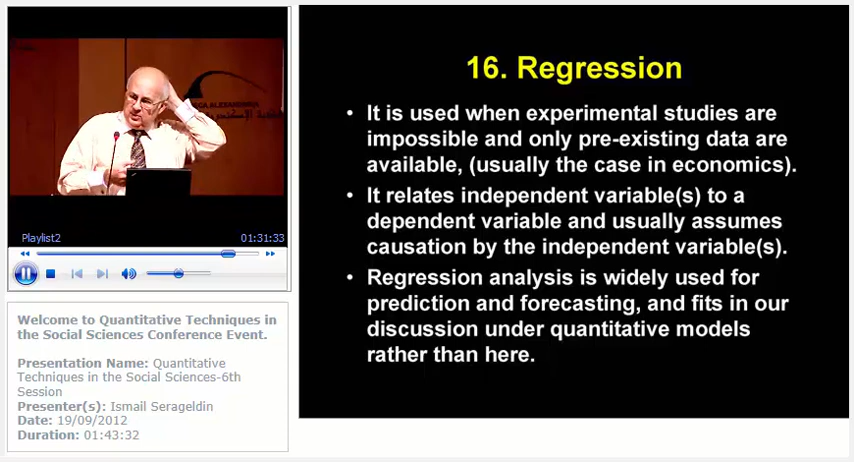 16. Regression
• It is used when experimental studies are
impossible and only pre-existing data are
available, (usually the case in economics).
• It relates independent variable(s) to a
dependent variable and usually assumes
causation by the independent variable(s).
• Regression analysis is widely used for
prediction and forecasting, and fits in our
discussion under quantitative models
rather than here.
Playlist2 01:31:33
Welcome to Quantitative Techniques in
the Social Sciences Conference Event.
Presentation Name: Quantitative
Techniques in the Social Sciences-6th
Session
Presenter(s): Ismail Serageldin
Date: 19/09/2012
Duration: 01:43:32